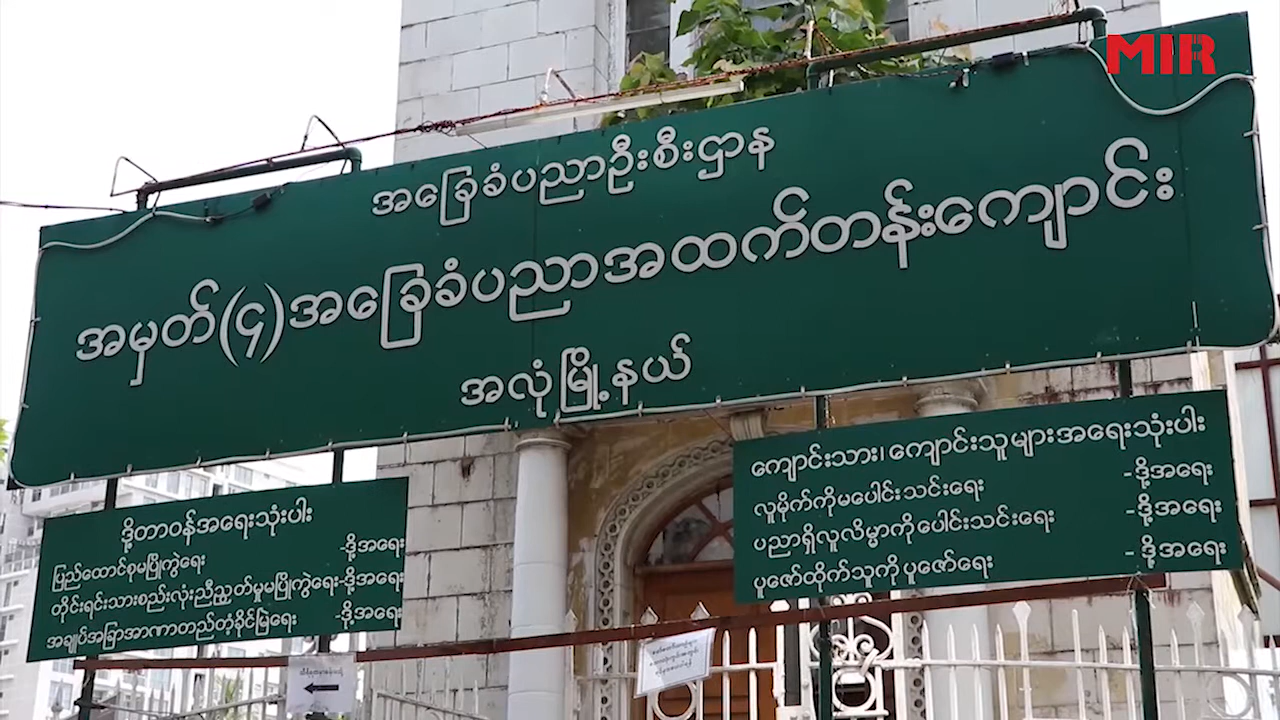 MIR
အခြေခံပညာဦးစီးဌာန
အမှတ်(၄)အခြေခံပညာအထက်တန်းကျောင်း
အလုံမြို့နယ်
ဒို့တာဝန်အရေးသုံးပါး
ပြည်ထောင်စုမပြိုကွဲရေး -ဒို့အရေး
တိုင်းရင်းသားစည်းလုံးညီညွတ်မှုမပြိုကွဲရေး-ဒို့အရေး
အချုပ်အခြာအာဏာတည်တံ့ခိုင်မြဲရေး -ဒို့အရေး
ကျောင်းသား၊ ကျောင်းသူများအရေးသုံးပါး
လူမိုက်ကိုမပေါင်းသင်းရေး -ဒို့အရေး
ပညာရှိလူလိမ္မာကိုပေါင်းသင်းရေး -ဒို့အရေး
ပူဇော်ထိုက်သူကိုပူဇော်ရေး - ဒို့အရေး